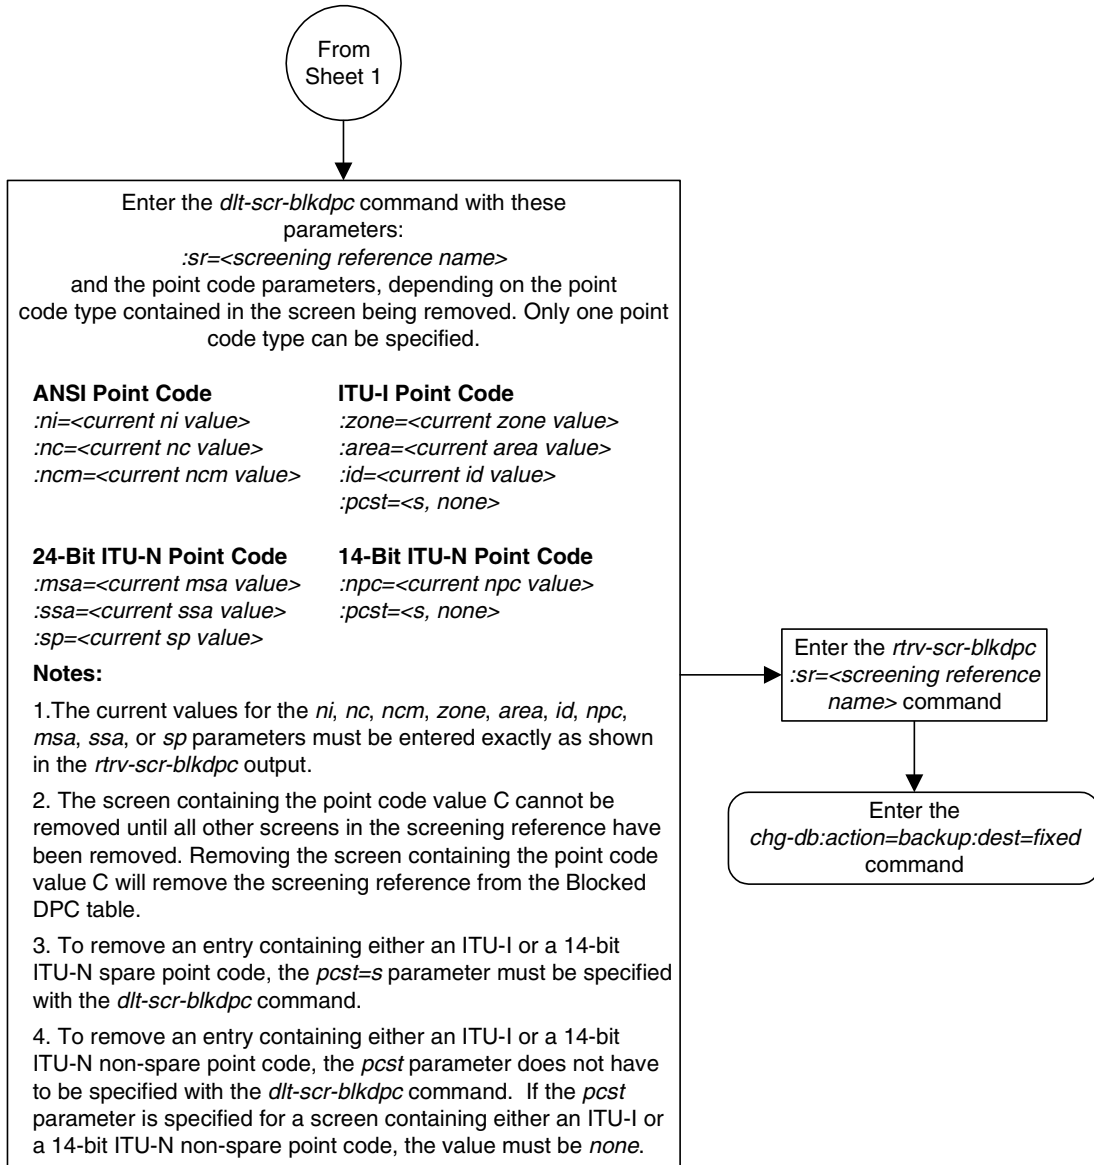 From
Sheet 1
Enter the dlt-scr-blkdpc command with these
parameters:
:sr=<screening reference name>
and the point code parameters, depending on the point
code type contained in the screen being removed. Only one point
code type can be specified.
ANSI Point Code
:ni=<current ni value>
:nc=<current nc value>
:ncm=<current ncm value>
ITU-I Point Code
:zone=<current zone value>
:area=<current area value>
:id=<current id value>
:pcst=<s, none>
24-Bit ITU-N Point Code
:msa=<current msa value>
:ssa=<current ssa value>
:sp=<current sp value>
14-Bit ITU-N Point Code
:npc=<current npc value>
:pcst=<s, none>
Notes:
1.The current values for the ni, nc, ncm, zone, area, id, npc,
msa, ssa, or sp parameters must be entered exactly as shown
in the rtrv-scr-blkdpc output.
2. The screen containing the point code value C cannot be
removed until all other screens in the screening reference have
been removed. Removing the screen containing the point code
value C will remove the screening reference from the Blocked
DPC table.
3. To remove an entry containing either an ITU-I or a 14-bit
ITU-N spare point code, the pcst=s parameter must be specified
with the dlt-scr-blkdpc command.
4. To remove an entry containing either an ITU-I or a 14-bit
ITU-N non-spare point code, the pcst parameter does not have
to be specified with the dlt-scr-blkdpc command.  If the pcst
parameter is specified for a screen containing either an ITU-I or
a 14-bit ITU-N non-spare point code, the value must be none.
Enter the rtrv-scr-blkdpc
:sr=<screening reference
name> command
Enter the
chg-db:action=backup:dest=fixed
command